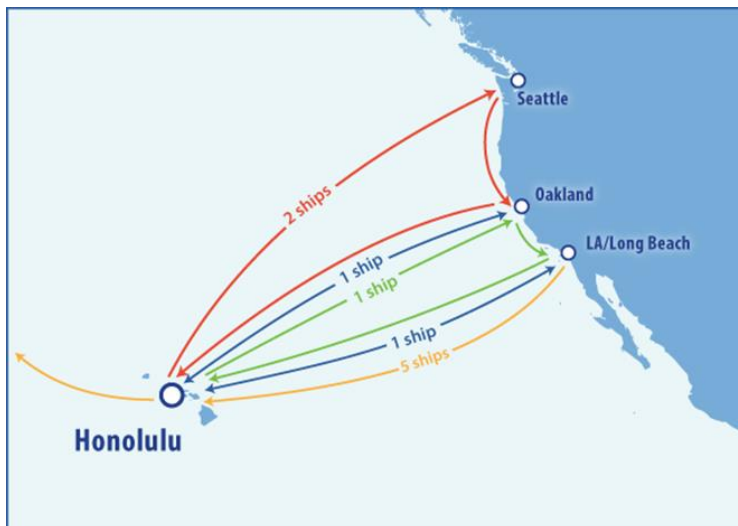 Seattle
2 ships
Oakland
LA/Long Beach
1 ship
1 ship
1 ship
5 ships
Honolulu